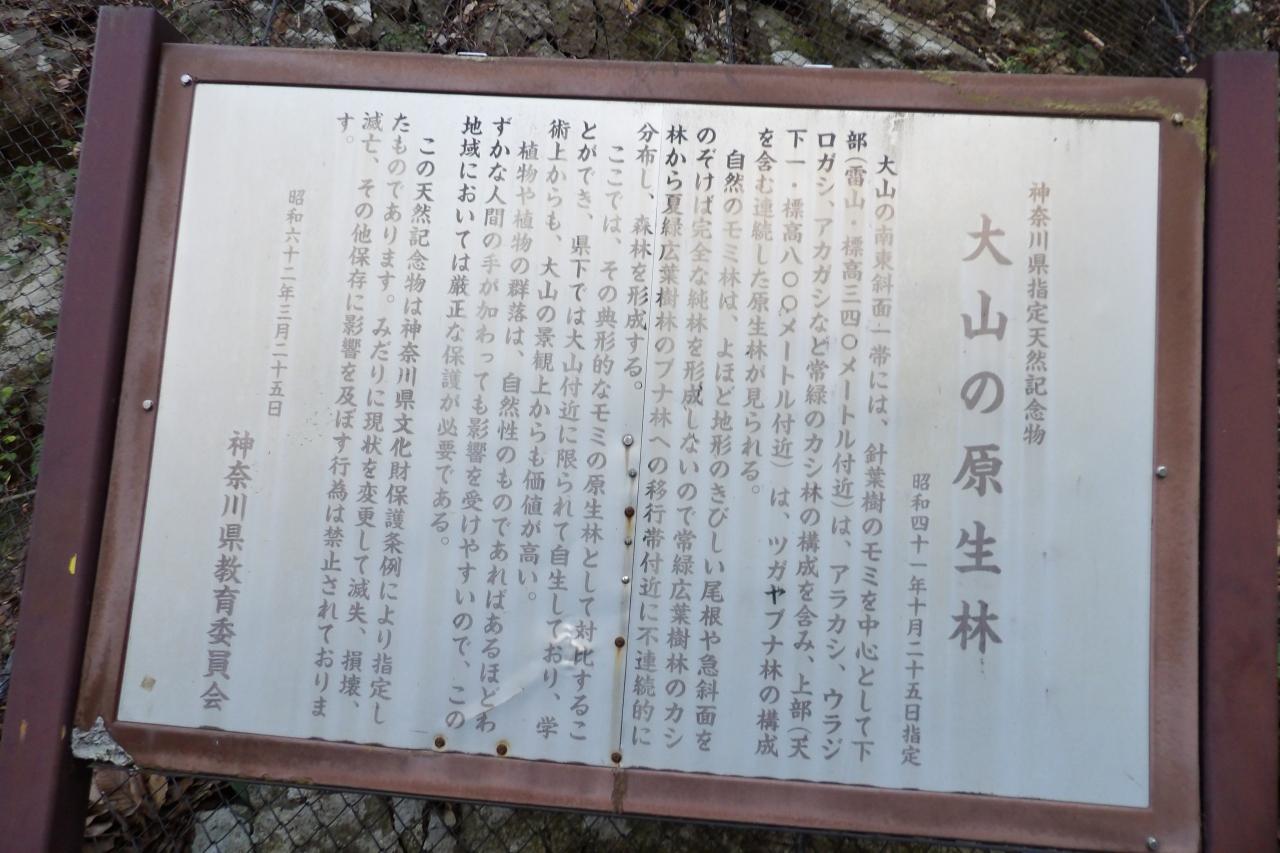 神奈川県指定天然記念物
大山の原生林
昭和四十一年十月二十五日指定
大山の南東斜面一帯には、針葉樹のモミを中心として下
部（雷山・標高三四〇メートル付近）は、アラカシ、ウラジ
ロガシ、アカガシなど常緑のカシ林の構成を含み、上部（天
下一・標高八〇〇メートル付近）は、ツガヤブナ林の構成
を含む連続した原生林が見られる。
自然のモミ林は、よほど地形のきびしい尾根や急斜面を
のぞけば完全な純林を形成しないので常緑広葉樹林のカシ
林から夏緑広葉樹林のブナ林への移行帯付近に不連続的に
分布し、森林を形成する。
ここでは、その典形的なモミの原生林として対比するこ
とができ、県下では大山付近に限られて自生しており、学
術上からも、大山の景観上からも価値が高い。
植物や植物の群落は、自然性のものであればあるほどわ
ずかな人間の手が加わっても影響を受けやすいので、この
地域においては厳正な保護が必要である。
この天然記念物は神奈川県文化財保護条例により指定し
たものであります。みだりに現状を変更して滅失、損壊、
滅亡、その他保存に影響を及ぼす行為は禁止されておりま
す。
昭和六十二年三月二十五日
神奈川県教育委員会